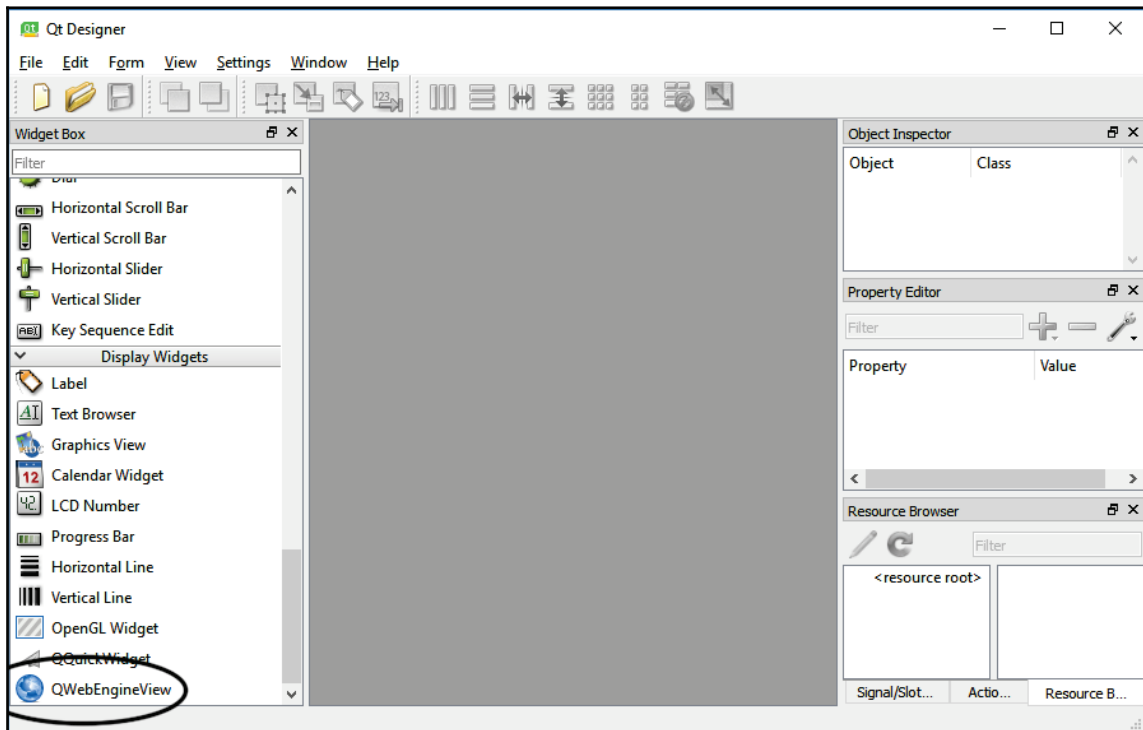 Qt Designer
File Edit Form View Settings Window Help
Widget Box
Filter
Dial
Horizontal Scroll Bar
Vertical Scroll Bar
Horizontal Slider
Vertical Slider
Key Sequence Edit
Display Widgets
Label
Text Browser
Graphics View
Calendar Widget
LCD Number
Progress Bar
Horizontal Line
Vertical Line
OpenGL Widget
QQuickWidget
QWebEngineView
Object Inspector
Object Class
Property Editor
Filter
Property Value
Resource Browser
Filter
<resource root>
Signal/Slot... Actio... Resource B...